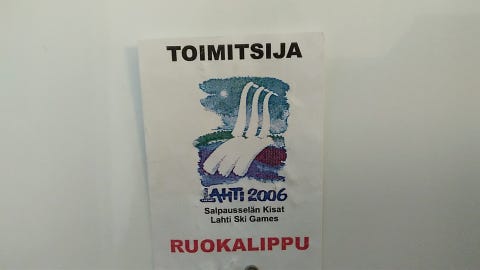 TOIMITSIJA
LAHTI 2006
Salpausselän Kisat
Lahti Ski Games
RUOKALIPPU